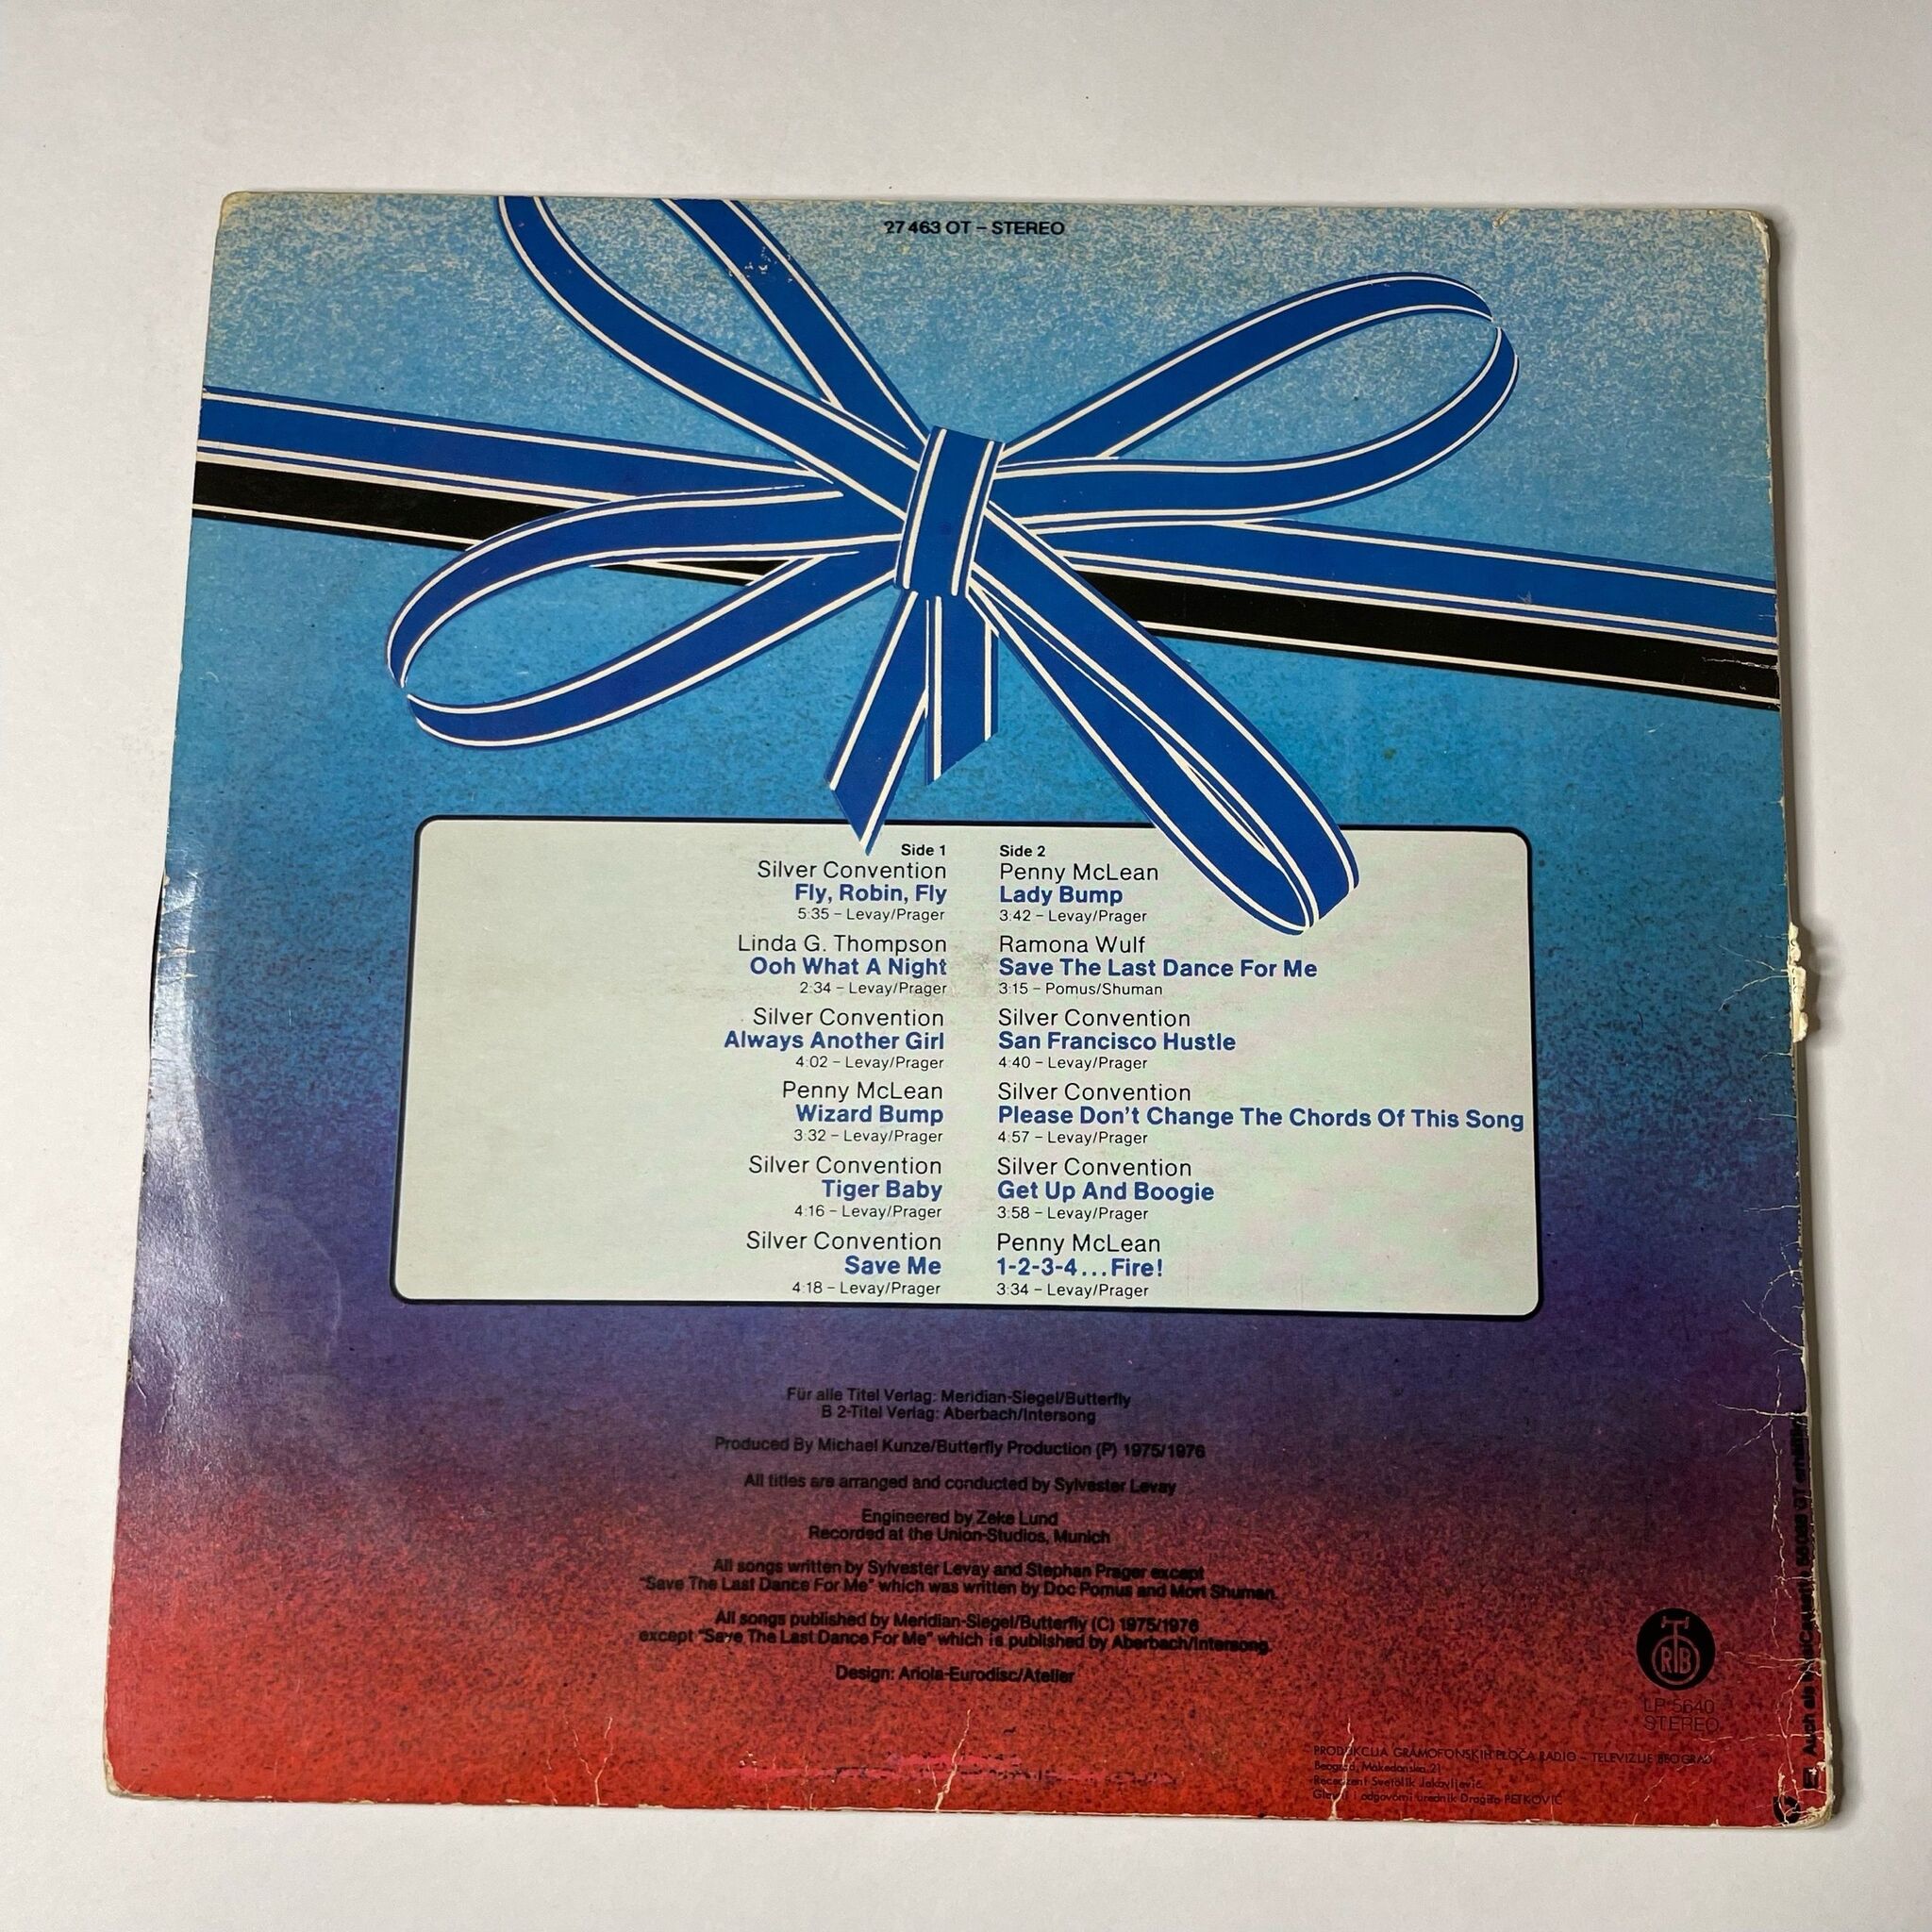 27 463 OT – STEREO
Side 1
Silver Convention
Fly, Robin, Fly
5:35 – Levay/Prager
Linda G. Thompson
Ooh What A Night
2:34 – Levay/Prager
Silver Convention
Always Another Girl
4:02 – Levay/Prager
Penny McLean
Wizard Bump
3:32 – Levay/Prager
Silver Convention
Tiger Baby
4:16 – Levay/Prager
Silver Convention
Save Me
4:18 – Levay/Prager
Side 2
Penny McLean
Lady Bump
3:42 – Levay/Prager
Ramona Wulf
Save The Last Dance For Me
3:15 – Pomus/Shuman
Silver Convention
San Francisco Hustle
4:40 – Levay/Prager
Silver Convention
Please Don't Change The Chords Of This Song
4:57 – Levay/Prager
Silver Convention
Get Up And Boogie
3:58 – Levay/Prager
Penny McLean
1-2-3-4...Fire!
3:34 – Levay/Prager
Für alle Titel Verlag: Meridian-Siegel/Butterfly
B 2-Titel Verlag: Aberbach/Intersong
Produced By Michael Kunze/Butterfly Production (P) 1975/1976
All titles are arranged and conducted by Sylvester Levay
Engineered by Zeke Lund
Recorded at the Union-Studios, Munich
All songs written by Sylvester Levay and Stephan Prager except
"Save The Last Dance For Me" which was written by Doc Pomus and Mort Shuman.
All songs published by Meridian-Siegel/Butterfly (C) 1975/1976
except "Save The Last Dance For Me" which is published by Aberbach/Intersong.
Design: Ariola-Eurodisc/Atelier
RTB
LP 5640
STEREO
PRODUKCIJA GRAMOFONSKIH PLOČA RADIO – TELEVIZIJE BEOGRAD
Beograd, Makedonska 21
Recenzent Svetolik Jakovljević
i odgovorni urednik Dragiša PETKOVIĆ
Auch als